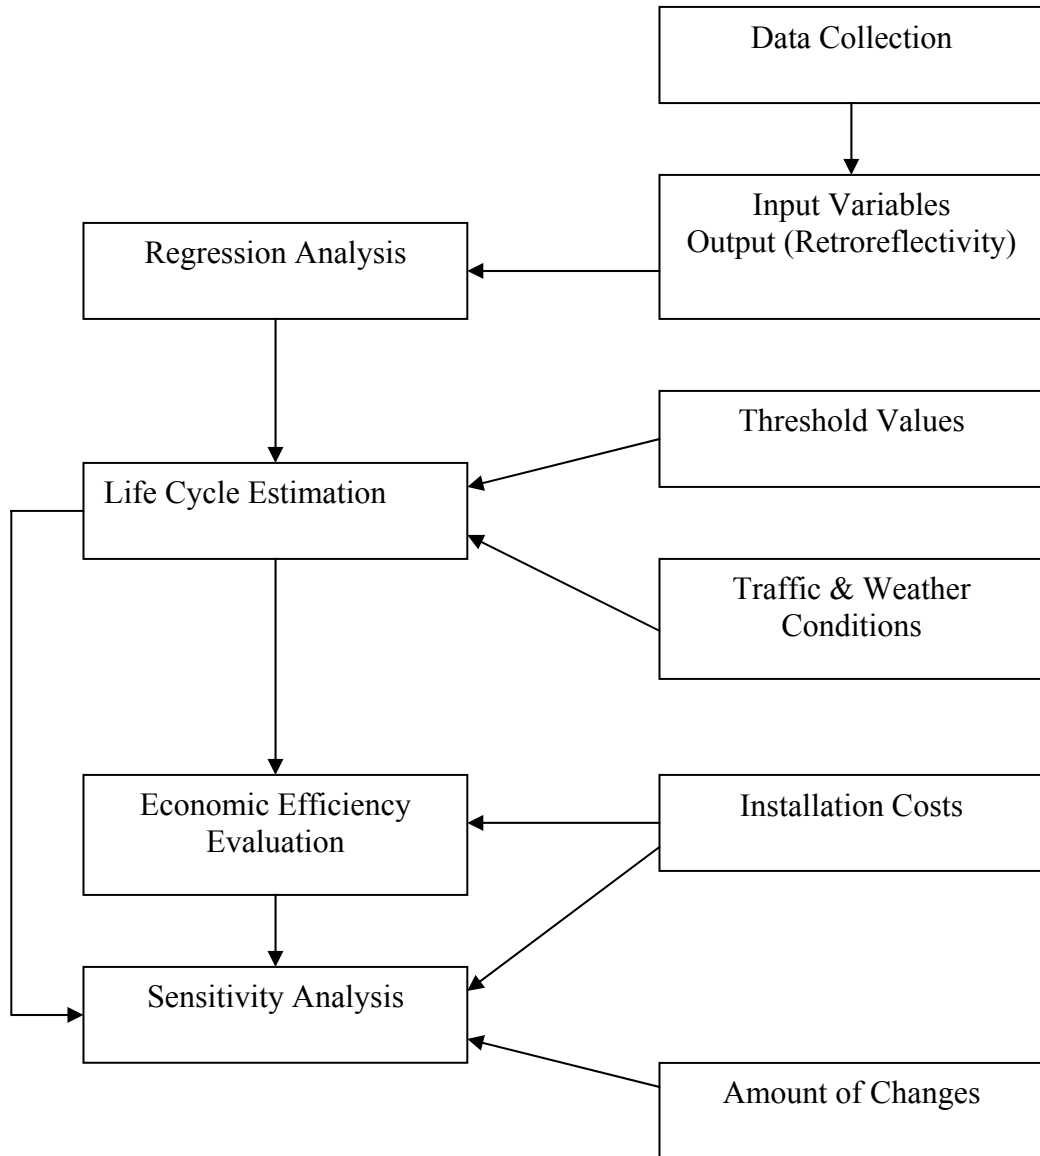 Data Collection
Input Variables
Output (Retroreflectivity)
Regression Analysis
Threshold Values
Life Cycle Estimation
Traffic & Weather
Conditions
Economic Efficiency
Evaluation
Installation Costs
Sensitivity Analysis
Amount of Changes